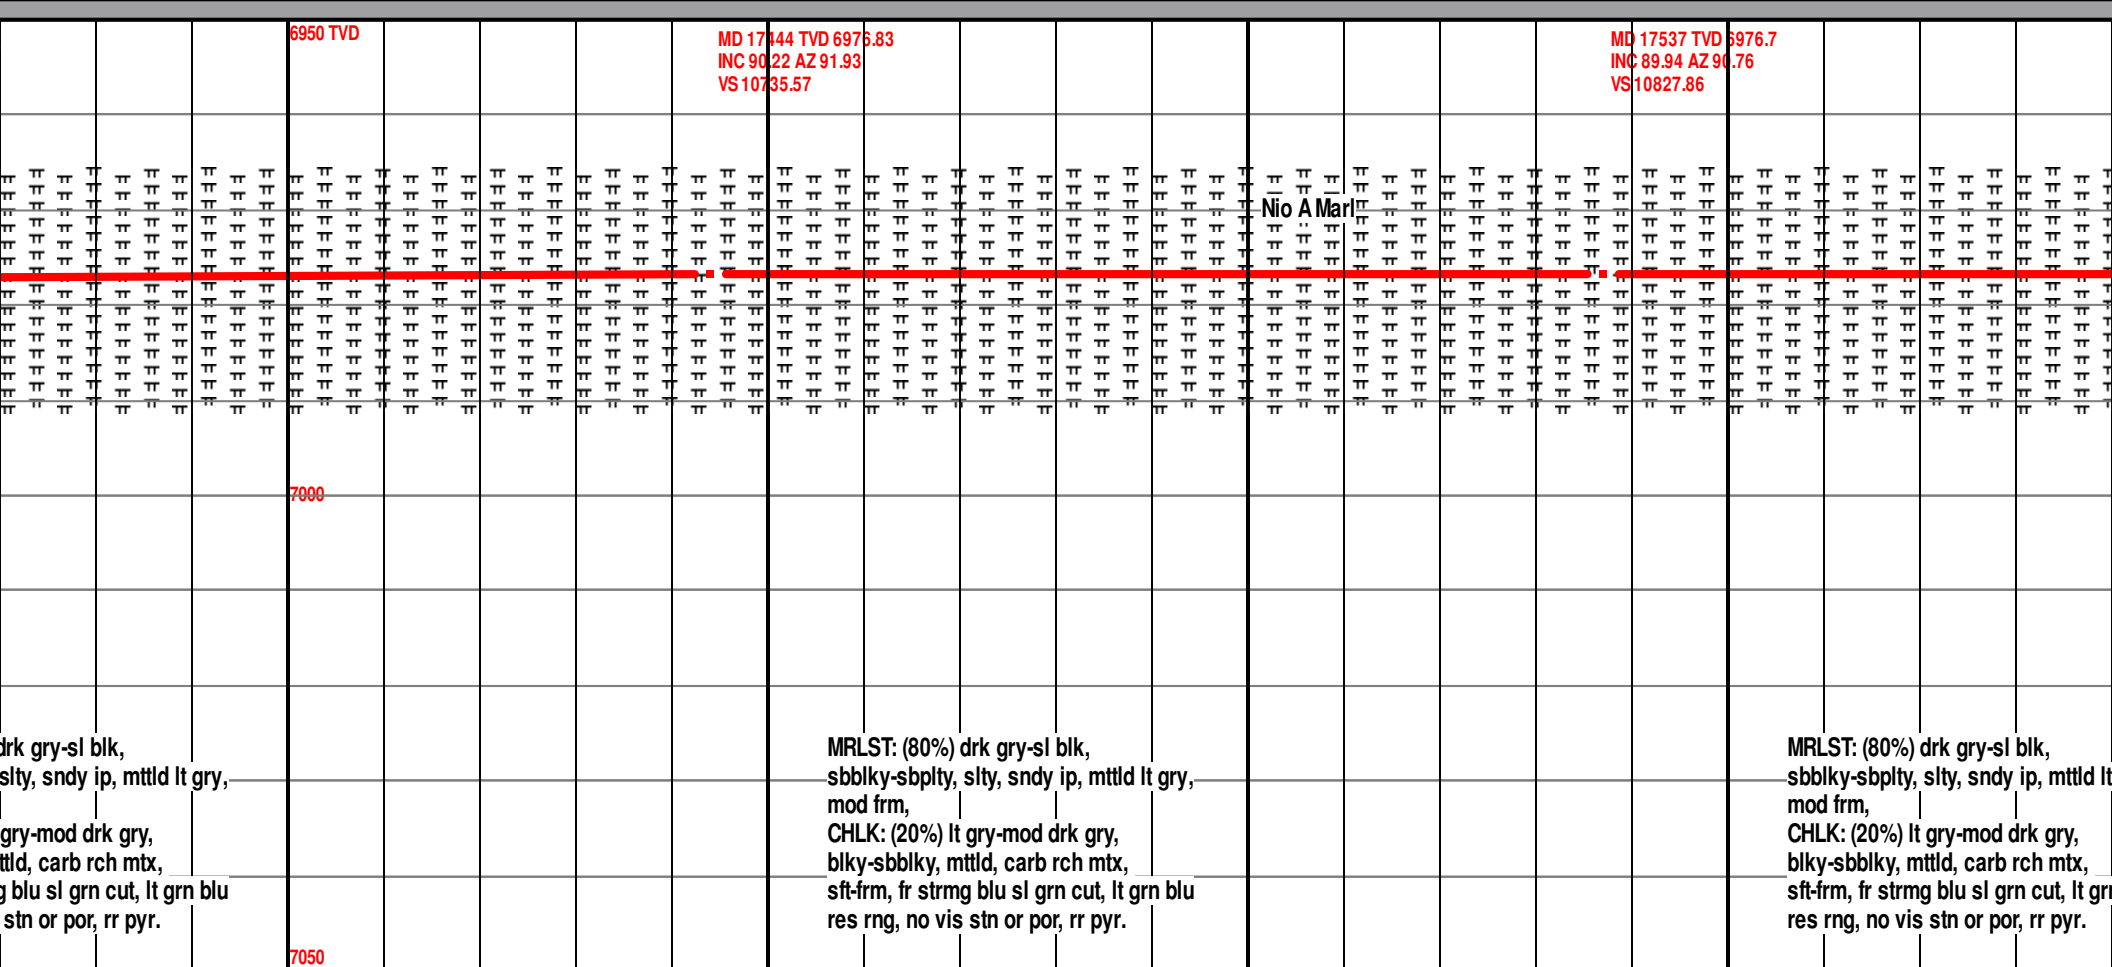 6950 TVD
MD 17444 TVD 6976.83
INC 90.22 AZ 91.93
VS 10735.57
MD 17537 TVD 6976.7
INC 89.94 AZ 90.76
VS 10827.86
Nio A Marl
7000
drk gry-sl blk,
slty, sndy ip, mttld lt gry,
gry-mod drk gry,
ttld, carb rch mtx,
g blu sl grn cut, lt grn blu
stn or por, rr pyr.
MRLST: (80%) drk gry-sl blk,
sbblky-sbplty, slty, sndy ip, mttld lt gry,
mod frm,
CHLK: (20%) lt gry-mod drk gry,
blky-sbblky, mttld, carb rch mtx,
sft-frm, fr strmg blu sl grn cut, lt grn blu
res rng, no vis stn or por, rr pyr.
MRLST: (80%) drk gry-sl blk,
sbblky-sbplty, slty, sndy ip, mttld lt
mod frm,
CHLK: (20%) lt gry-mod drk gry,
blky-sbblky, mttld, carb rch mtx,
sft-frm, fr strmg blu sl grn cut, lt grn
res rng, no vis stn or por, rr pyr.
7050